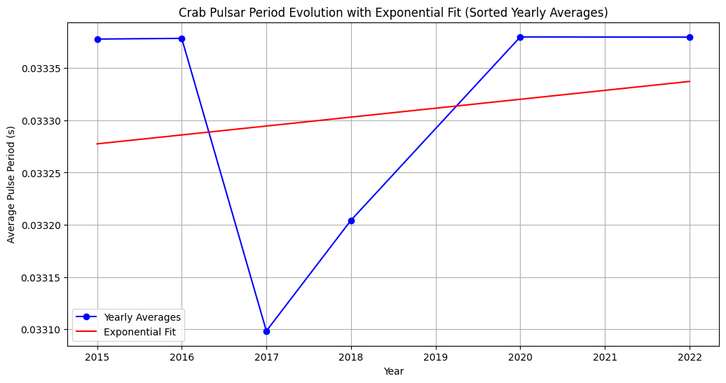 Crab Pulsar Period Evolution with Exponential Fit (Sorted Yearly Averages)
Average Pulse Period (s)
0.03335
0.03330
0.03325
0.03320
0.03315
0.03310
Yearly Averages
Exponential Fit
2015 2016 2017 2018 2019 2020 2021 2022
Year